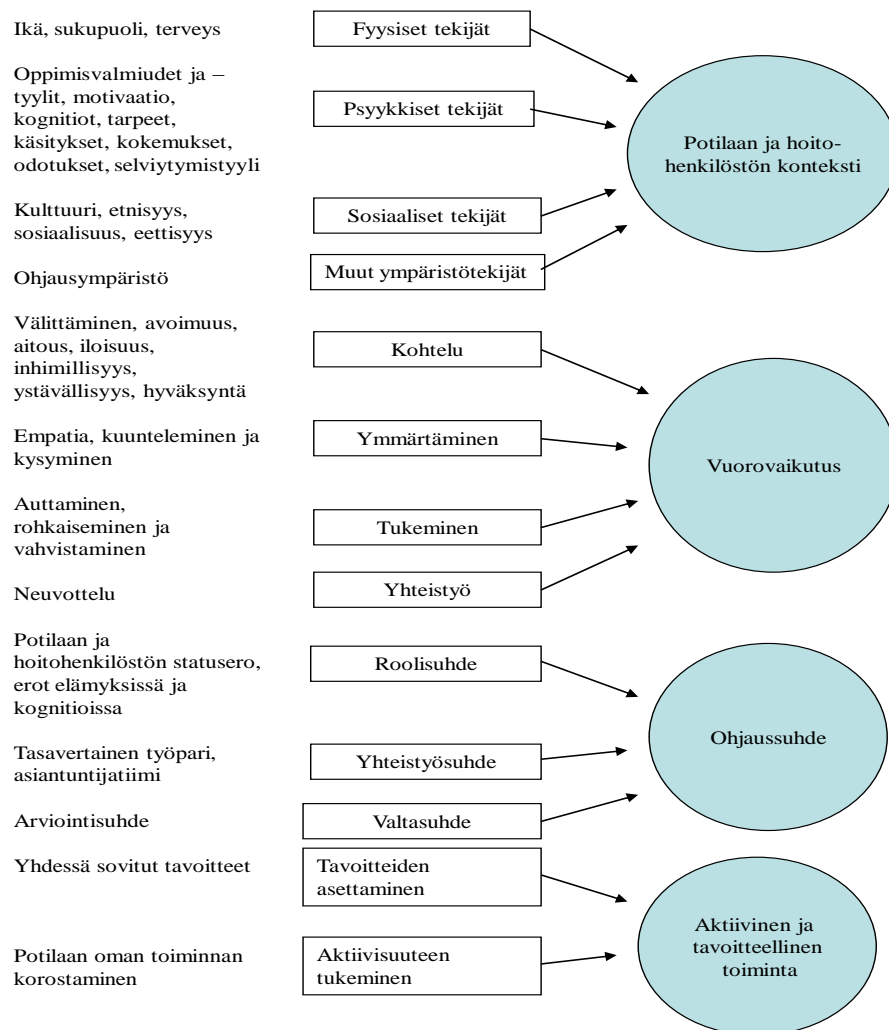 Ikä, sukupuoli, terveys
Fyysiset tekijät
Oppimisvalmiudet ja –
tyylit, motivaatio,
kognitiot, tarpeet,
käsitykset, kokemukset,
odotukset, selviytymistyyli
Psyykkiset tekijät
Potilaan ja hoito-
henkilöstön konteksti
Kulttuuri, etnisyys,
sosiaalisuus, eettisyys
Sosiaaliset tekijät
Ohjausympäristö
Muut ympäristötekijät
Välittäminen, avoimuus,
aitous, iloisuus,
inhimillisyys,
ystävällisyys, hyväksyntä
Kohtelu
Empatia, kuunteleminen ja
kysyminen
Ymmärtäminen
Vuorovaikutus
Auttaminen,
rohkaiseminen ja
vahvistaminen
Tukeminen
Neuvottelu
Yhteistyö
Potilaan ja
hoitohenkilöstön statusero,
erot elämyksissä ja
kognitioissa
Roolisuhde
Tasavertainen työpari,
asiantuntijatiimi
Yhteistyösuhde
Ohjaussuhde
Arviointisuhde
Valtasuhde
Yhdessä sovitut tavoitteet
Tavoitteiden
asettaminen
Aktiivinen ja
tavoitteellinen
toiminta
Potilaan oman toiminnan
korostaminen
Aktiivisuuteen
tukeminen